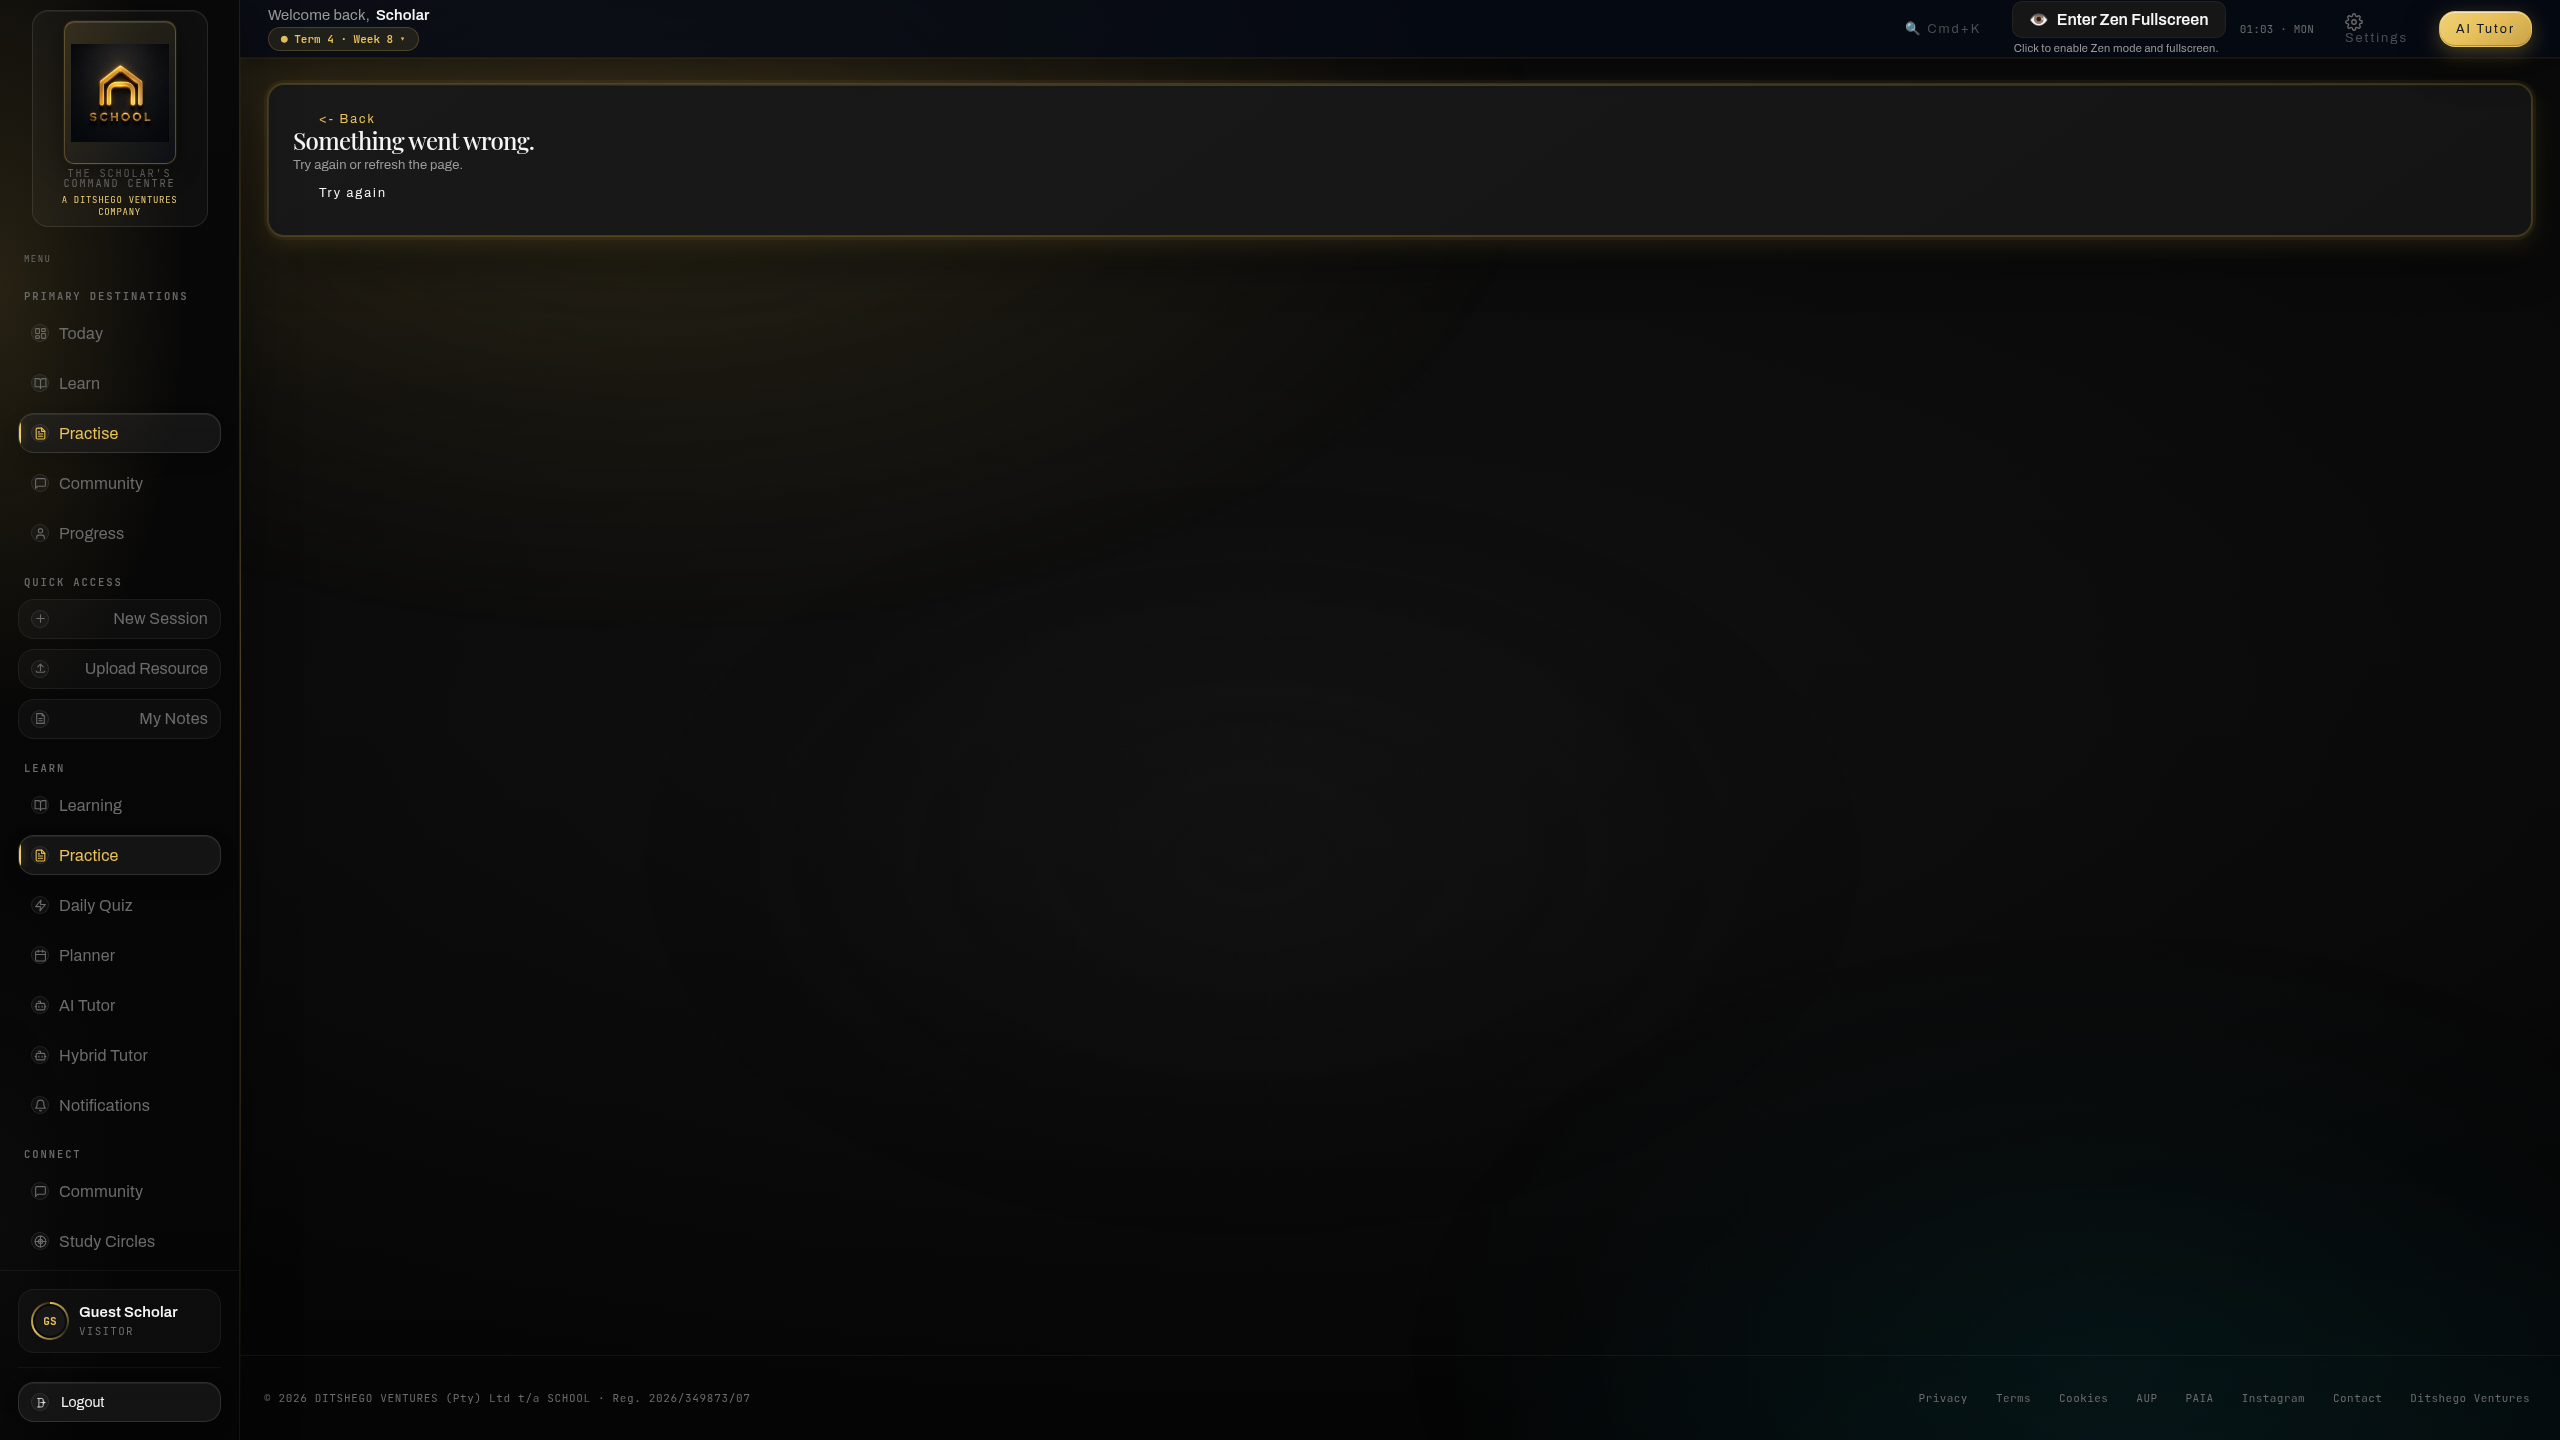 SCHOOL
THE SCHOLAR'S
COMMAND CENTRE
A DITSHEGO VENTURES
COMPANY
MENU
PRIMARY DESTINATIONS
Today
Learn
Practise
Community
Progress
QUICK ACCESS
New Session
Upload Resource
My Notes
LEARN
Learning
Practice
Daily Quiz
Planner
AI Tutor
Hybrid Tutor
Notifications
CONNECT
Community
Study Circles
GS
Guest Scholar
VISITOR
Logout
Welcome back, Scholar
Term 4 · Week 8
Cmd+K
Enter Zen Fullscreen
Click to enable Zen mode and fullscreen.
01:03 · MON
Settings
AI Tutor
<- Back
Something went wrong.
Try again or refresh the page.
Try again
© 2026 DITSHEGO VENTURES (Pty) Ltd t/a SCHOOL · Reg. 2026/349873/07
Privacy Terms Cookies AUP PAIA Instagram Contact Ditshego Ventures